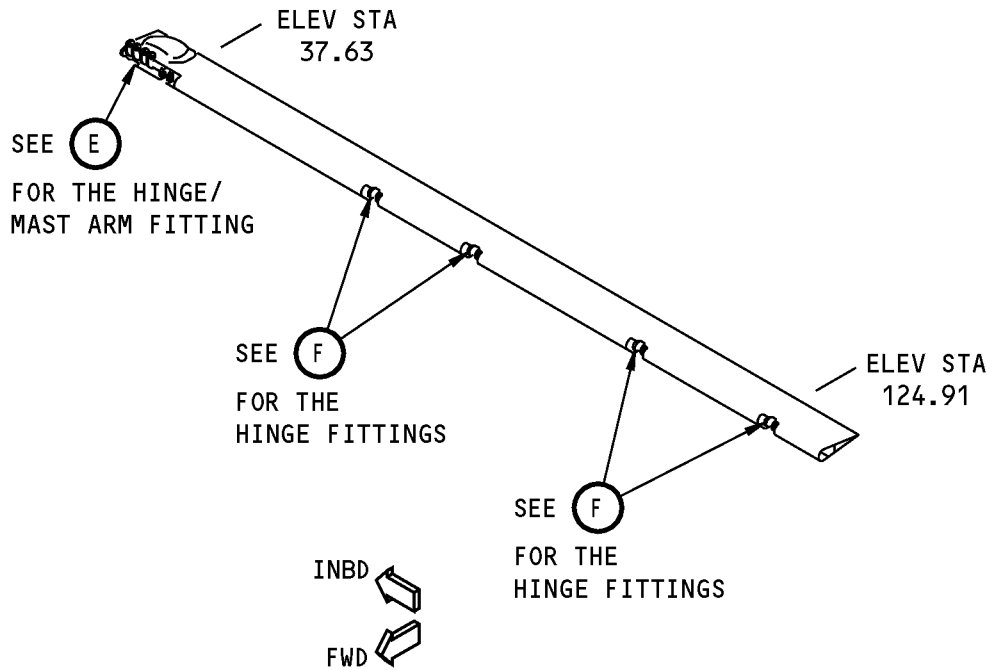 ELEV STA
37.63
SEE E
FOR THE HINGE/
MAST ARM FITTING
SEE F
FOR THE
HINGE FITTINGS
ELEV STA
124.91
SEE F
FOR THE
HINGE FITTINGS
INBD
FWD